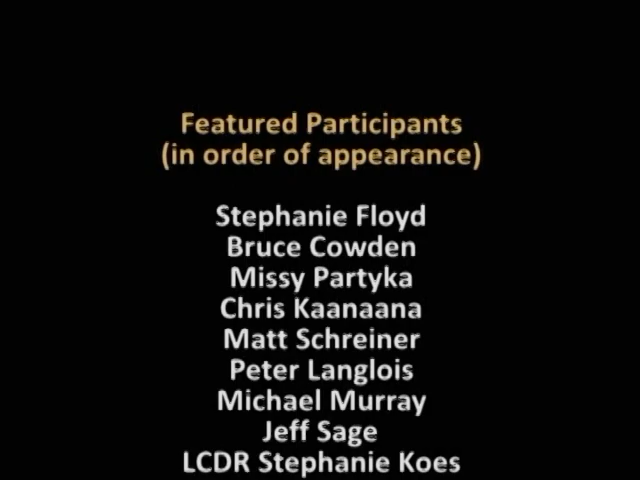 Featured Participants
(in order of appearance)
Stephanie Floyd
Bruce Cowden
Missy Partyka
Chris Kaanaana
Matt Schreiner
Peter Langlois
Michael Murray
Jeff Sage
LCDR Stephanie Koes